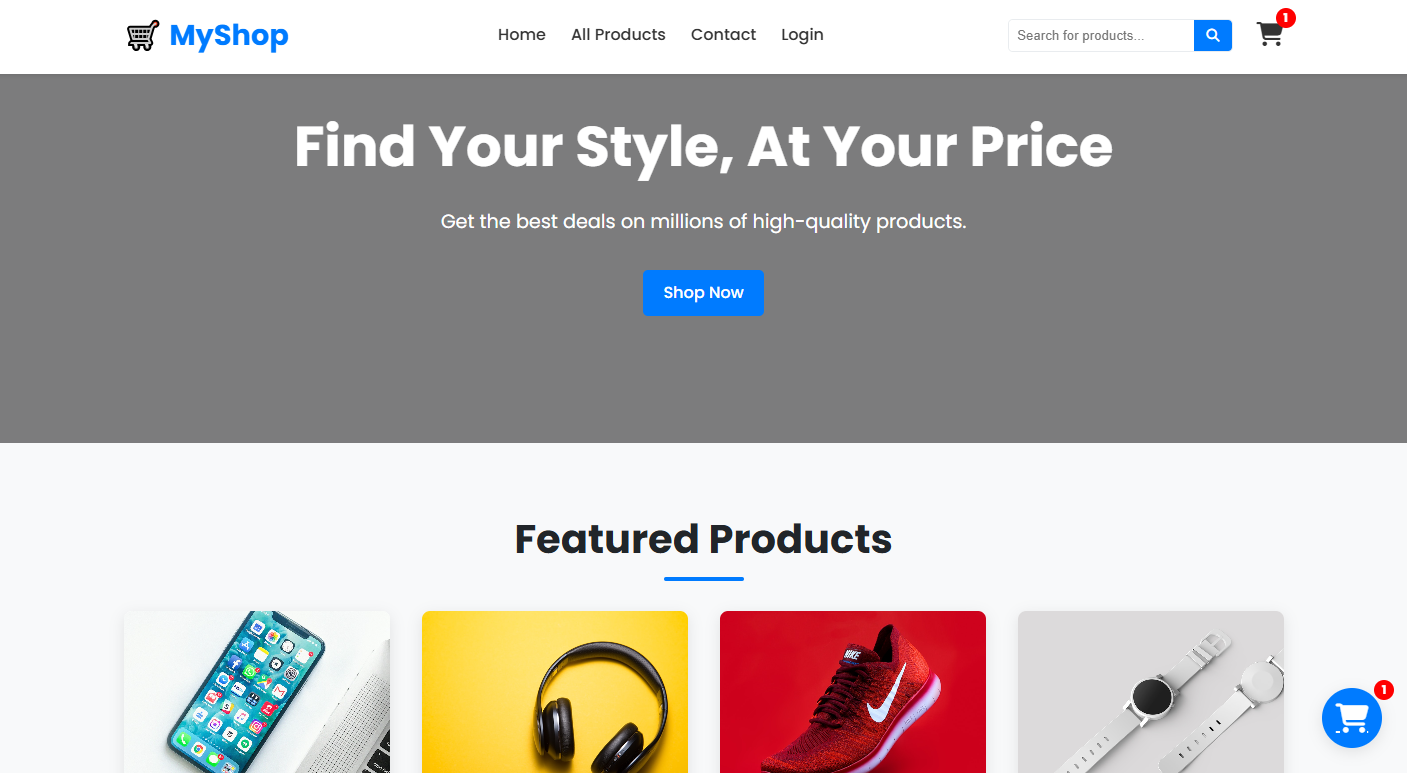 MyShop
Home
All Products
Contact
Login
Search for products...
1
Find Your Style, At Your Price
Get the best deals on millions of high-quality products.
Shop Now
Featured Products
NIKE
1